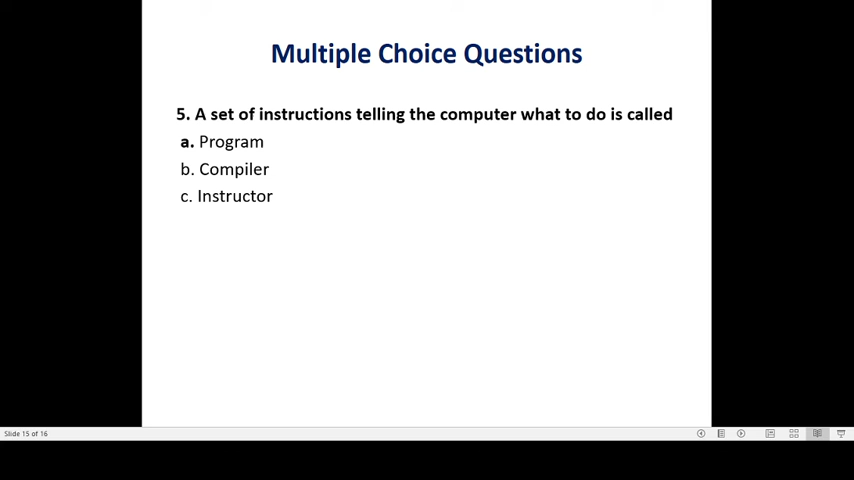 Multiple Choice Questions
5. A set of instructions telling the computer what to do is called
a. Program
b. Compiler
c. Instructor
Slide 15 of 16